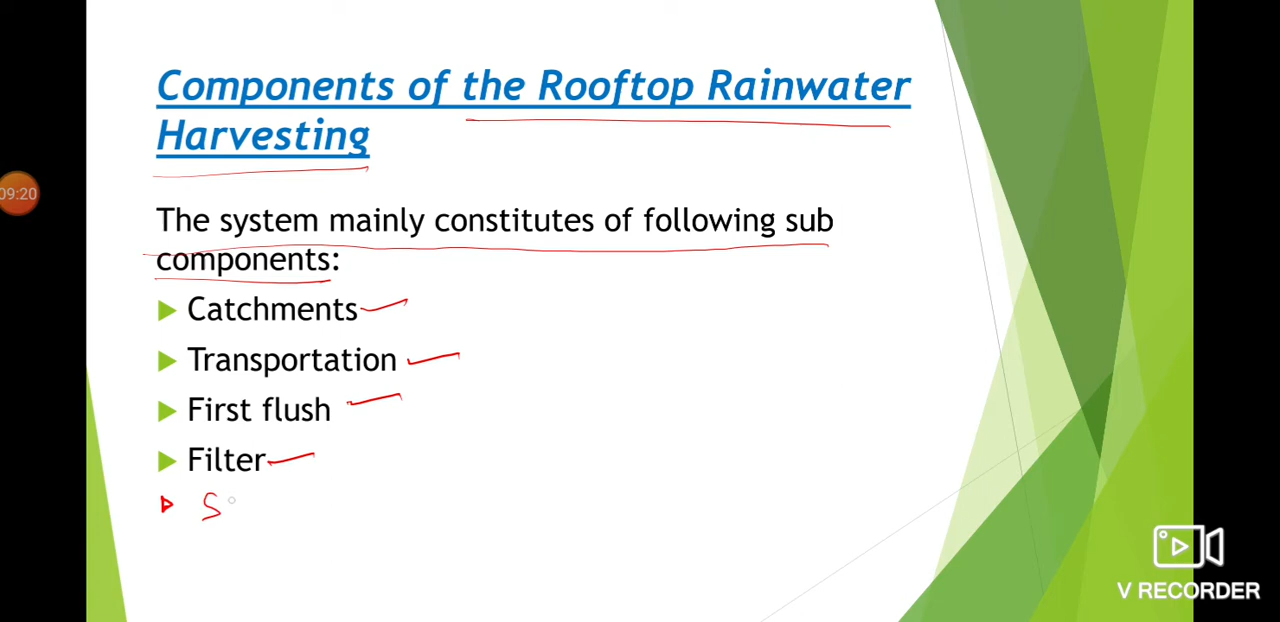 Components of the Rooftop Rainwater
Harvesting
09:20
The system mainly constitutes of following sub
components:
Catchments
Transportation
First flush
Filter
S
V RECORDER